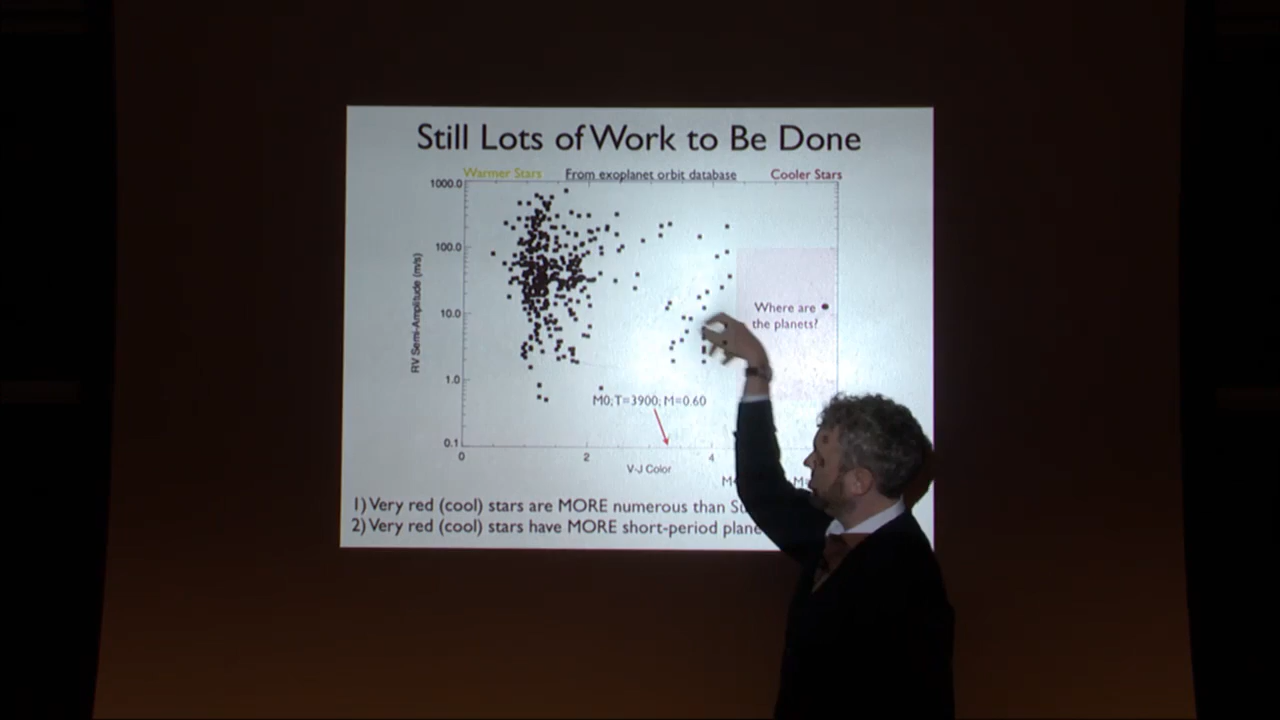 Still Lots of Work to Be Done
Warmer Stars From exoplanet orbit database Cooler Stars
1000.0
100.0
10.0
1.0
0.1
RV Semi-Amplitude (m/s)
Where are
the planets?
M0; T=3900; M=0.60
0 2 4
V-J Color
1) Very red (cool) stars are MORE numerous than
2) Very red (cool) stars have MORE short-period